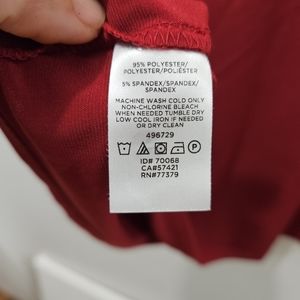 95% POLYESTER/
POLYESTER/POLIÉSTER
5% SPANDEX/SPANDEX/
SPANDEX
MACHINE WASH COLD ONLY
NON-CHLORINE BLEACH
WHEN NEEDED TUMBLE DRY
LOW COOL IRON IF NEEDED
OR DRY CLEAN
496729
ID# 70068
CA#57421
RN#77379